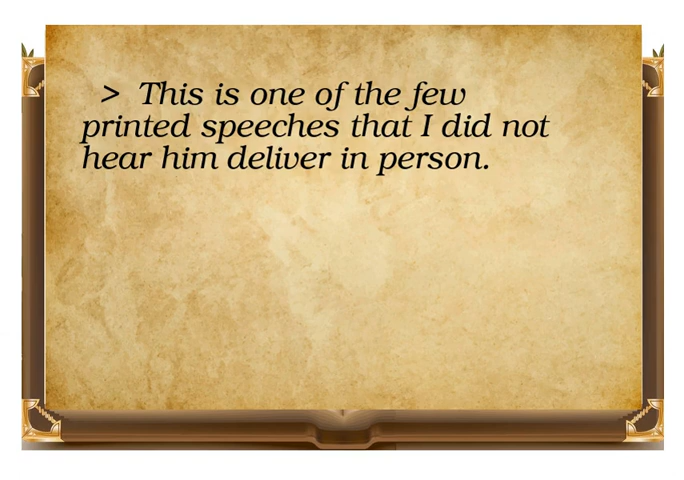 > This is one of the few
printed speeches that I did not
hear him deliver in person.